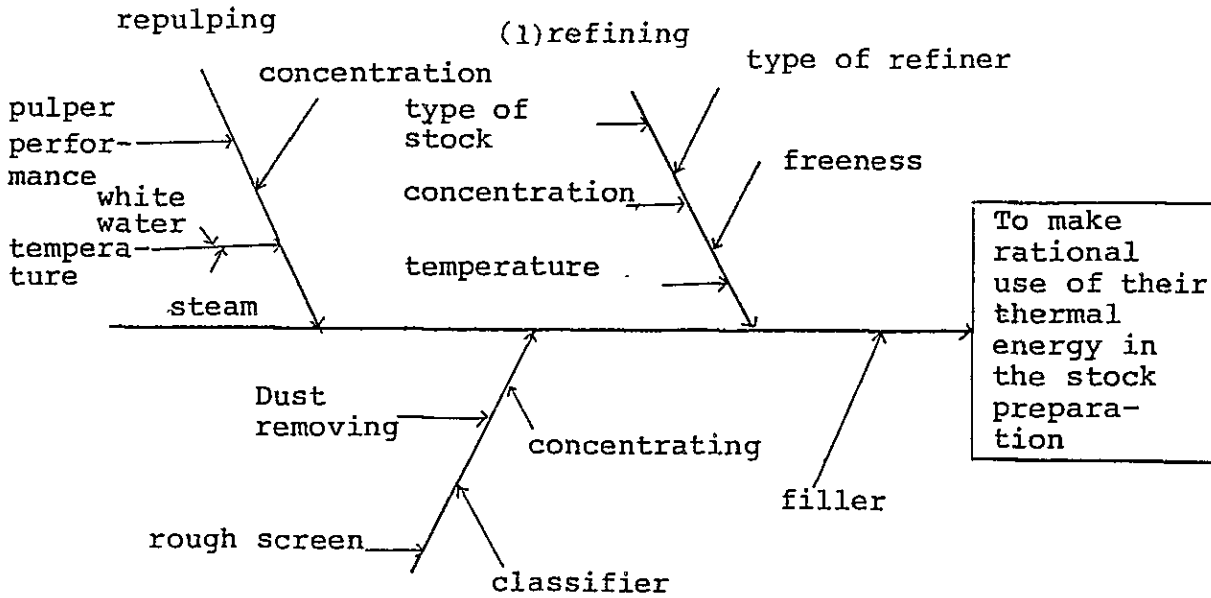 repulping
concentration
pulper
perfor-
mance
white
water
tempera-
ture
steam
(1)refining
type of refiner
type of
stock
freeness
concentration
temperature
To make
rational
use of their
thermal
energy in
the stock
prepara-
tion
Dust
removing
concentrating
rough screen
classifier
filler